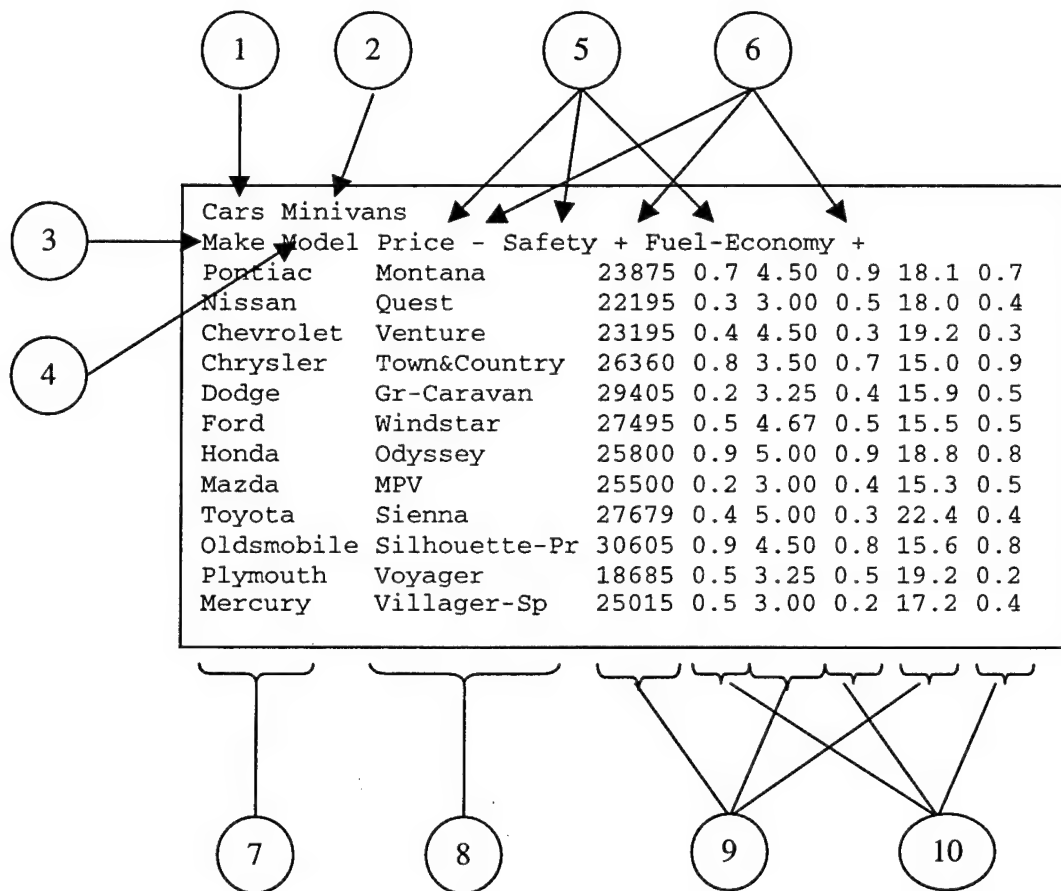 1 2 5 6
Cars Minivans
3
Make Model Price - Safety + Fuel-Economy +
Pontiac Montana 23875 0.7 4.50 0.9 18.1 0.7
Nissan Quest 22195 0.3 3.00 0.5 18.0 0.4
Chevrolet Venture 23195 0.4 4.50 0.3 19.2 0.3
4
Chrysler Town&Country 26360 0.8 3.50 0.7 15.0 0.9
Dodge Gr-Caravan 29405 0.2 3.25 0.4 15.9 0.5
Ford Windstar 27495 0.5 4.67 0.5 15.5 0.5
Honda Odyssey 25800 0.9 5.00 0.9 18.8 0.8
Mazda MPV 25500 0.2 3.00 0.4 15.3 0.5
Toyota Sienna 27679 0.4 5.00 0.3 22.4 0.4
Oldsmobile Silhouette-Pr 30605 0.9 4.50 0.8 15.6 0.8
Plymouth Voyager 18685 0.5 3.25 0.5 19.2 0.2
Mercury Villager-Sp 25015 0.5 3.00 0.2 17.2 0.4
7 8 9 10